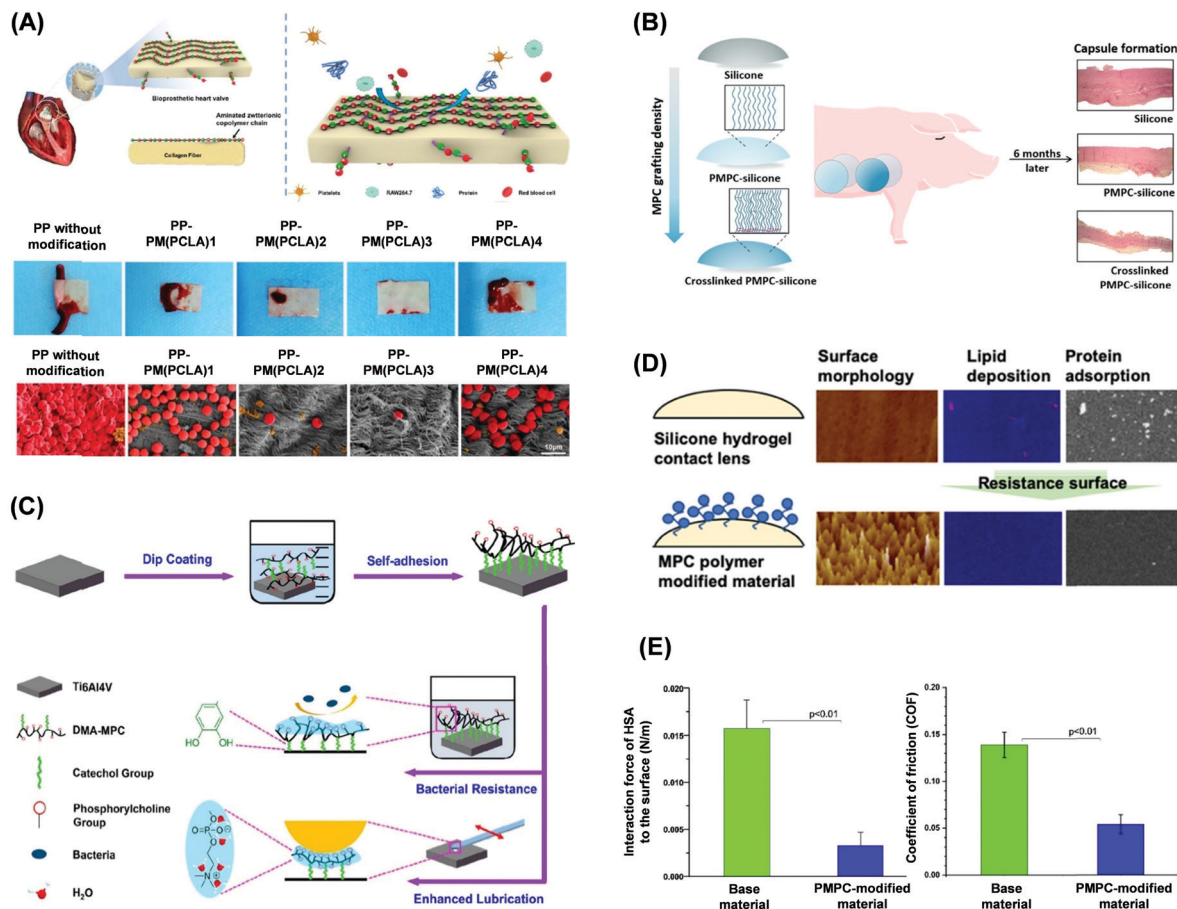 (A)
Bioprosthetic heart valve
Aminated zwtterionic
copolymer chain
Collagen Fiber
Platelets
RAW264.7
Protein
Red blood cell
PP without
modification
PP-
PM(PCLA)1
PP-
PM(PCLA)2
PP-
PM(PCLA)3
PP-
PM(PCLA)4
PP without
modification
PP-
PM(PCLA)1
PP-
PM(PCLA)2
PP-
PM(PCLA)3
PP-
PM(PCLA)4
10μm
(B)
MPC grafting density
Silicone
PMPC-silicone
Crosslinked PMPC-silicone
6 months
later
Capsule formation
Silicone
PMPC-silicone
Crosslinked
PMPC-silicone
(C)
Dip Coating
Self-adhesion
Ti6Al4V
DMA-MPC
Catechol Group
Phosphorylcholine
Group
Bacteria
H2O
HO
OH
Bacterial Resistance
O
O-P-O
O
N
Enhanced Lubrication
(D)
Surface
morphology
Lipid
deposition
Protein
adsorption
Silicone hydrogel
contact lens
Resistance surface
MPC polymer
modified material
(E)
Interaction force of HSA
to the surface (N/m)
0.020
0.015
0.010
0.005
0.000
p<0.01
Base
material
PMPC-modified
material
Coefficient of friction (COF)
0.20
0.15
0.10
0.05
0.00
p<0.01
Base
material
PMPC-modified
material